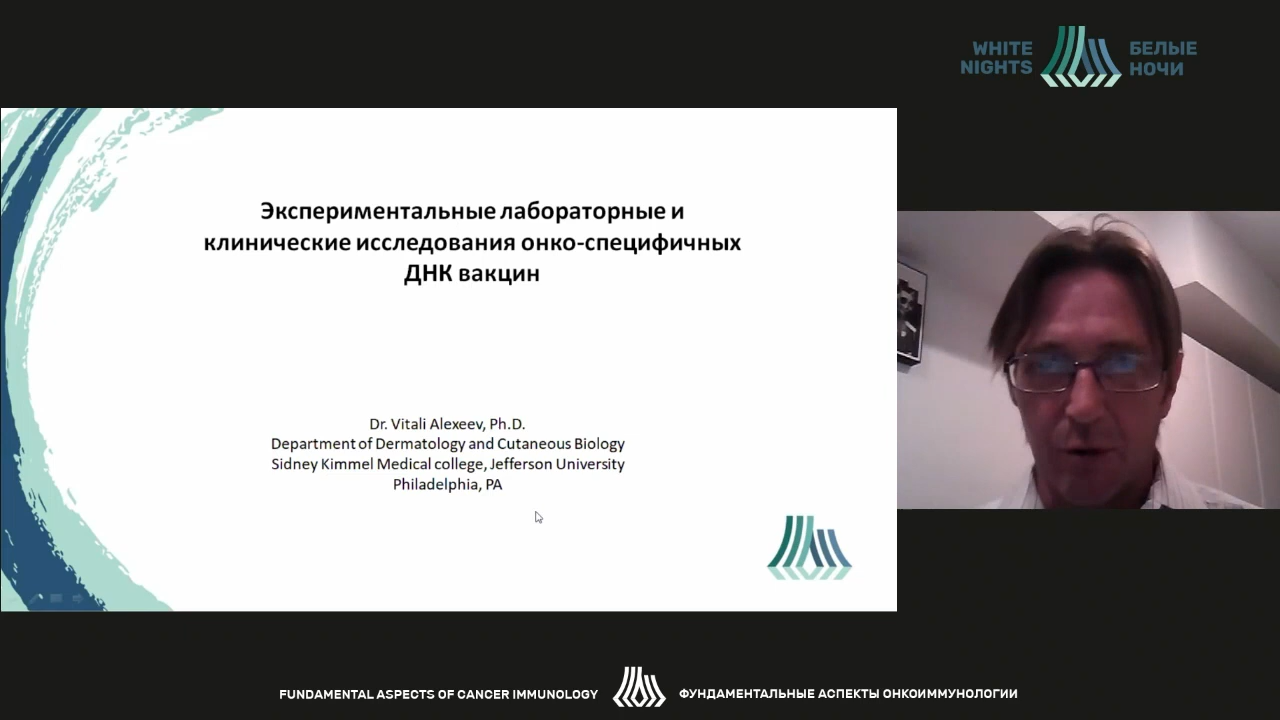 WHITE
NIGHTS
БЕЛЫЕ
НОЧИ
Экспериментальные лабораторные и
клинические исследования онко-специфичных
ДНК вакцин
Dr. Vitali Alexeev, Ph.D.
Department of Dermatology and Cutaneous Biology
Sidney Kimmel Medical college, Jefferson University
Philadelphia, PA
FUNDAMENTAL ASPECTS OF CANCER IMMUNOLOGY
ФУНДАМЕНТАЛЬНЫЕ АСПЕКТЫ ОНКОИММУНОЛОГИИ